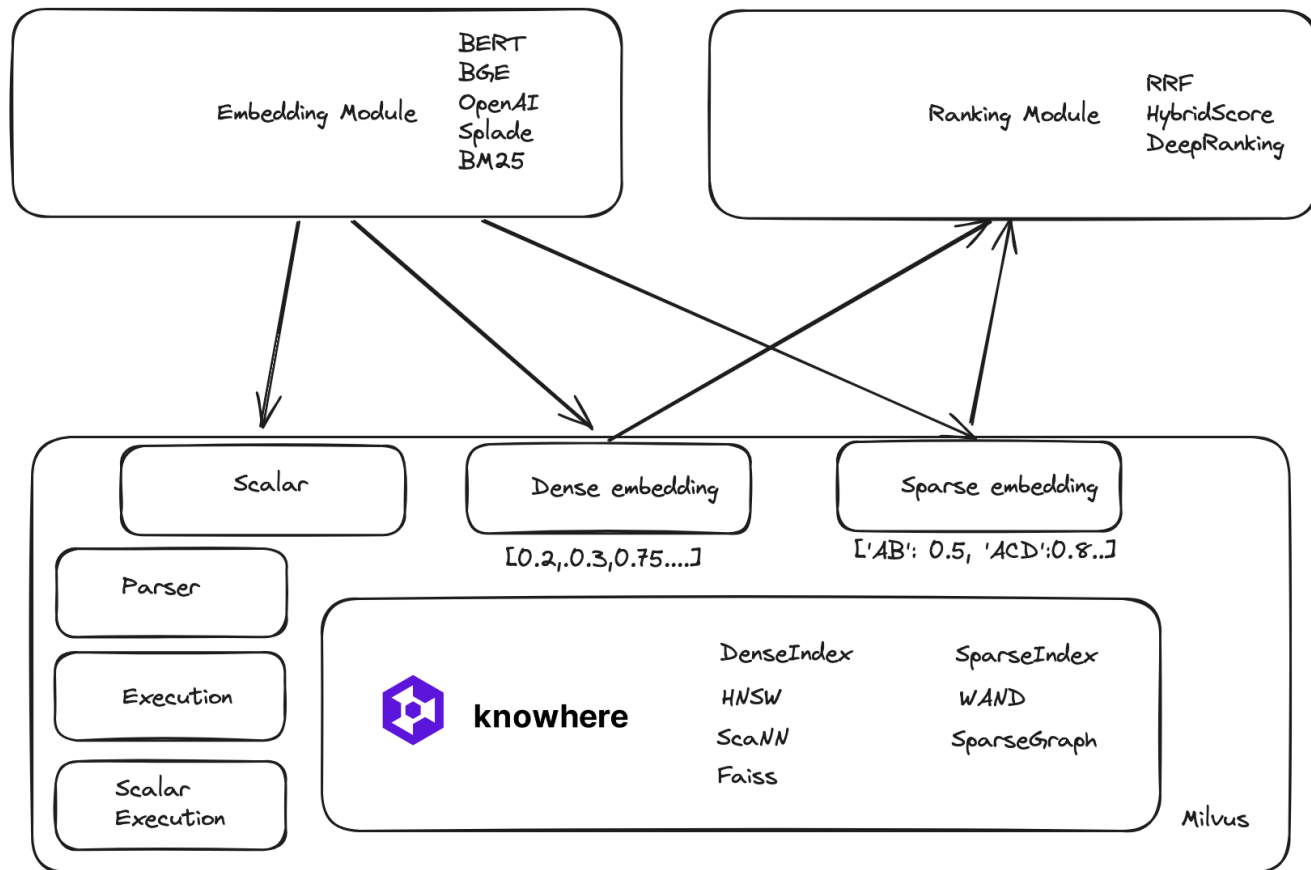 BERT
BGE
OpenAI
Splade
BM25
Embedding Module
RRF
HybridScore
DeepRanking
Ranking Module
Scalar
Dense embedding
Sparse embedding
[0.2,.0.3,0.75....]
['AB': 0.5, 'ACD':0.8..]
Parser
Execution
Scalar
Execution
knowhere
DenseIndex
HNSW
ScaNN
Faiss
SparseIndex
WAND
SparseGraph
Milvus